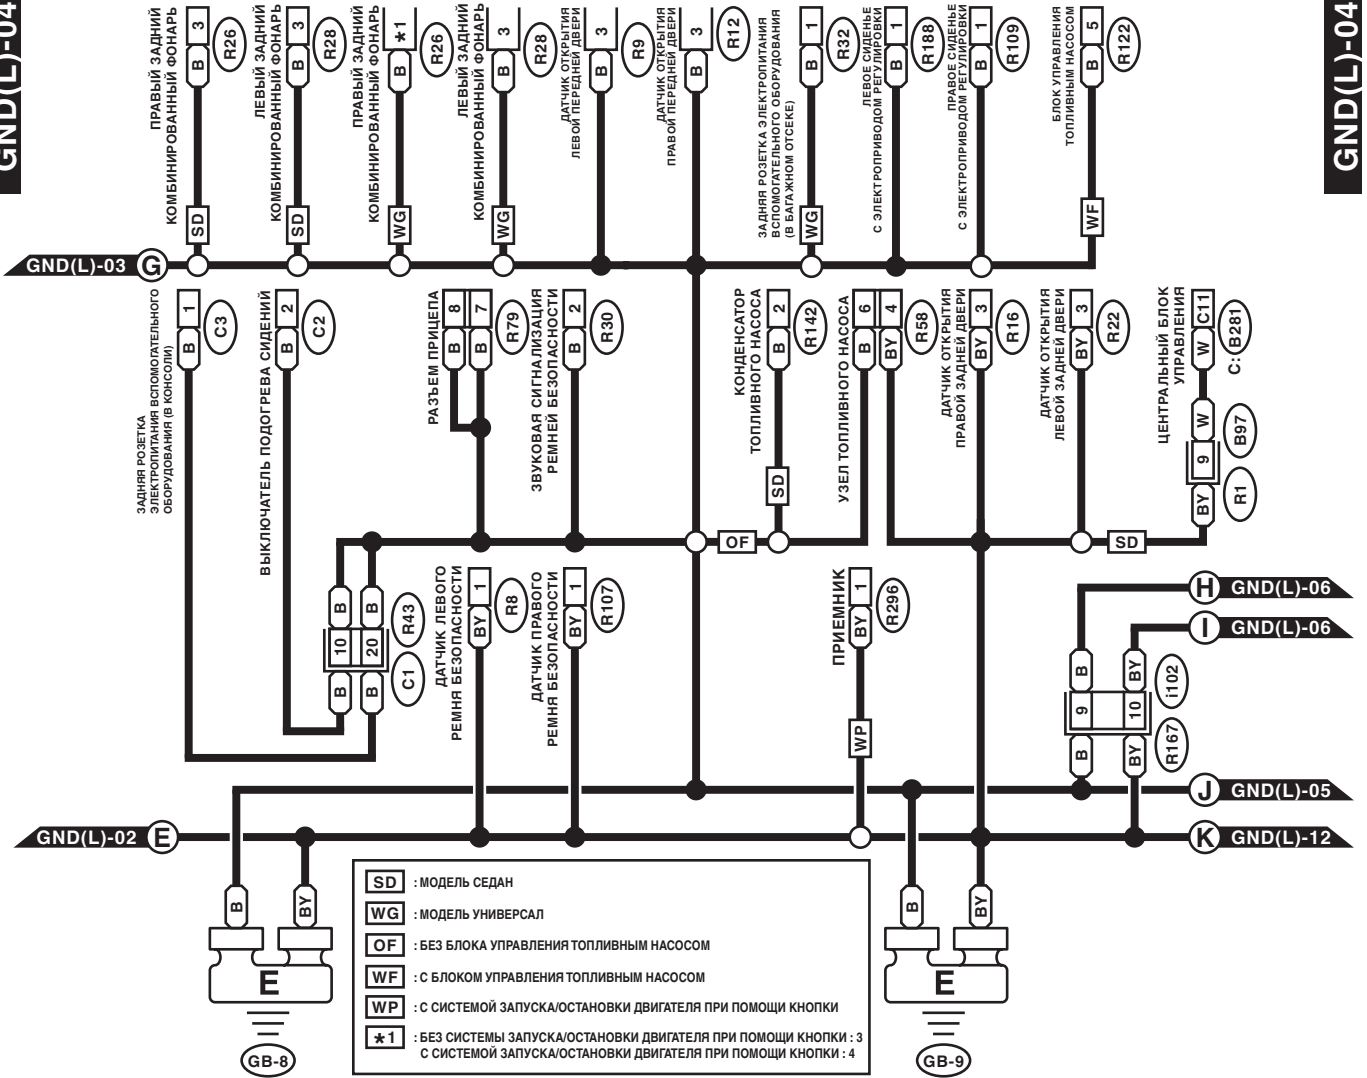 GND(L)-04
GND(L)-04
ПРАВЫЙ ЗАДНИЙ
КОМБИНИРОВАННЫЙ ФОНАРЬ
3
B
R26
SD
ЛЕВЫЙ ЗАДНИЙ
КОМБИНИРОВАННЫЙ ФОНАРЬ
3
B
R28
SD
ПРАВЫЙ ЗАДНИЙ
КОМБИНИРОВАННЫЙ ФОНАРЬ
*1
B
R26
WG
ЛЕВЫЙ ЗАДНИЙ
КОМБИНИРОВАННЫЙ ФОНАРЬ
3
B
R28
WG
ДАТЧИК ОТКРЫТИЯ
ЛЕВОЙ ПЕРЕДНЕЙ ДВЕРИ
3
B
R9
ДАТЧИК ОТКРЫТИЯ
ПРАВОЙ ПЕРЕДНЕЙ ДВЕРИ
3
B
R12
ЗАДНЯЯ РОЗЕТКА ЭЛЕКТРОПИТАНИЯ
ВСПОМОГАТЕЛЬНОГО ОБОРУДОВАНИЯ
(В БАГАЖНОМ ОТСЕКЕ)
1
B
R32
WG
ЛЕВОЕ СИДЕНЬЕ
С ЭЛЕКТРОПРИВОДОМ РЕГУЛИРОВКИ
1
B
R188
ПРАВОЕ СИДЕНЬЕ
С ЭЛЕКТРОПРИВОДОМ РЕГУЛИРОВКИ
1
B
R109
БЛОК УПРАВЛЕНИЯ
ТОПЛИВНЫМ НАСОСОМ
5
B
R122
WF
GND(L)-03
G
ЗАДНЯЯ РОЗЕТКА
ЭЛЕКТРОПИТАНИЯ ВСПОМОГАТЕЛЬНОГО
ОБОРУДОВАНИЯ (В КОНСОЛИ)
1
B
C3
ВЫКЛЮЧАТЕЛЬ ПОДОГРЕВА СИДЕНИЙ
2
B
C2
РАЗЪЕМ ПРИЦЕПА
8
7
B
B
R79
ЗВУКОВАЯ СИГНАЛИЗАЦИЯ
РЕМНЕЙ БЕЗОПАСНОСТИ
2
B
R30
КОНДЕНСАТОР
ТОПЛИВНОГО НАСОСА
2
B
R142
SD
УЗЕЛ ТОПЛИВНОГО НАСОСА
6
4
B
BY
R58
ДАТЧИК ОТКРЫТИЯ
ПРАВОЙ ЗАДНЕЙ ДВЕРИ
3
BY
R16
ДАТЧИК ОТКРЫТИЯ
ЛЕВОЙ ЗАДНЕЙ ДВЕРИ
3
BY
R22
ЦЕНТРАЛЬНЫЙ БЛОК
УПРАВЛЕНИЯ
C11
W
C: B281
W
B97
9
BY
R1
OF
SD
B
B
R43
10
20
C1
B
B
ДАТЧИК ЛЕВОГО
РЕМНЯ БЕЗОПАСНОСТИ
1
BY
R8
ДАТЧИК ПРАВОГО
РЕМНЯ БЕЗОПАСНОСТИ
1
BY
R107
ПРИЕМНИК
1
BY
R296
WP
H
GND(L)-06
I
GND(L)-06
B
BY
i102
9
10
R167
B
BY
J
GND(L)-05
GND(L)-02
E
K
GND(L)-12
B
BY
E
GB-8
B
BY
E
GB-9
SD : МОДЕЛЬ СЕДАН
WG : МОДЕЛЬ УНИВЕРСАЛ
OF : БЕЗ БЛОКА УПРАВЛЕНИЯ ТОПЛИВНЫМ НАСОСОМ
WF : С БЛОКОМ УПРАВЛЕНИЯ ТОПЛИВНЫМ НАСОСОМ
WP : С СИСТЕМОЙ ЗАПУСКА/ОСТАНОВКИ ДВИГАТЕЛЯ ПРИ ПОМОЩИ КНОПКИ
*1 : БЕЗ СИСТЕМЫ ЗАПУСКА/ОСТАНОВКИ ДВИГАТЕЛЯ ПРИ ПОМОЩИ КНОПКИ : 3
С СИСТЕМОЙ ЗАПУСКА/ОСТАНОВКИ ДВИГАТЕЛЯ ПРИ ПОМОЩИ КНОПКИ : 4